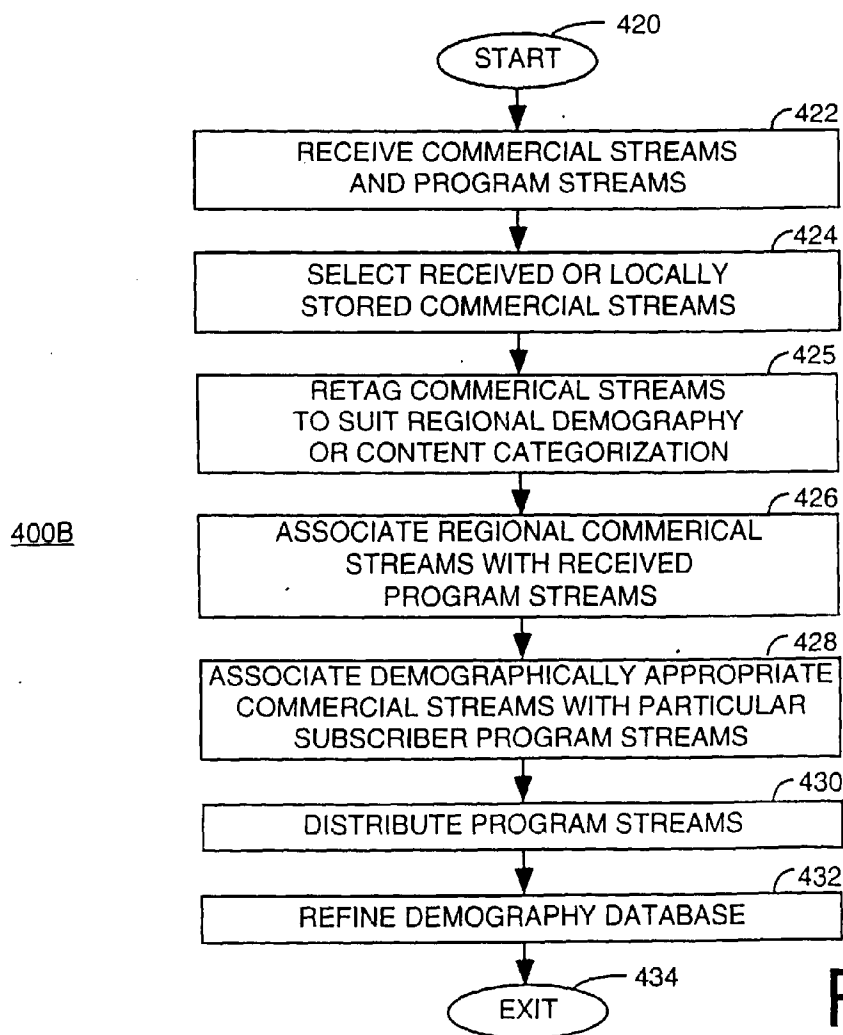 420
START
422
RECEIVE COMMERCIAL STREAMS
AND PROGRAM STREAMS
424
SELECT RECEIVED OR LOCALLY
STORED COMMERCIAL STREAMS
425
RETAG COMMERICAL STREAMS
TO SUIT REGIONAL DEMOGRAPHY
OR CONTENT CATEGORIZATION
426
400B
ASSOCIATE REGIONAL COMMERICAL
STREAMS WITH RECEIVED
PROGRAM STREAMS
428
ASSOCIATE DEMOGRAPHICALLY APPROPRIATE
COMMERCIAL STREAMS WITH PARTICULAR
SUBSCRIBER PROGRAM STREAMS
430
DISTRIBUTE PROGRAM STREAMS
432
REFINE DEMOGRAPHY DATABASE
434
EXIT